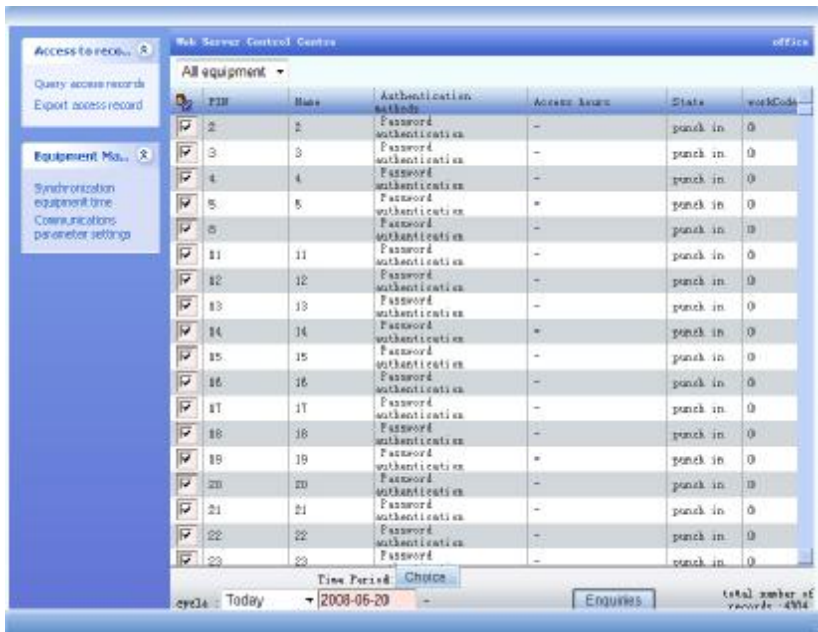 Access to reco...
Query access records
Export access record
Equipment Ma...
Synchronization
equipment time
Communications
parameter settings
Web Server Control Centre office
All equipment
PIN Name Authentication methods Access hours State workCode
2 2 Password authentication - punch in 0
3 3 Password authentication - punch in 0
4 4 Password authentication - punch in 0
5 5 Password authentication - punch in 0
Password authentication - punch in 0
11 11 Password authentication - punch in 0
12 12 Password authentication - punch in 0
13 13 Password authentication - punch in 0
14 14 Password authentication - punch in 0
15 15 Password authentication - punch in 0
16 16 Password authentication - punch in 0
17 17 Password authentication - punch in 0
18 18 Password authentication - punch in 0
19 19 Password authentication - punch in 0
20 20 Password authentication - punch in 0
21 21 Password authentication - punch in 0
22 22 Password authentication - punch in 0
23 23 Password - punch in 0
Time Period: Choice
cycle : Today 2008-06-20 - Enquiries total number of
records :4304